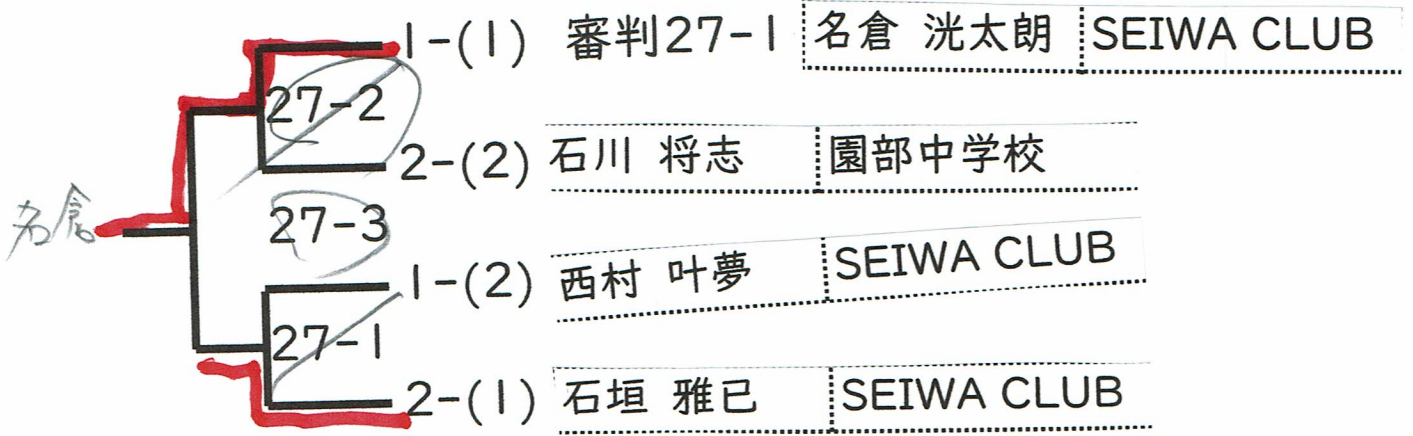 1-(1) 審判27-1 名倉 洸太朗 SEIWA CLUB
27-2
2-(2) 石川 将志 園部中学校
名倉 27-3
1-(2) 西村 叶夢 SEIWA CLUB
27-1
2-(1) 石垣 雅已 SEIWA CLUB